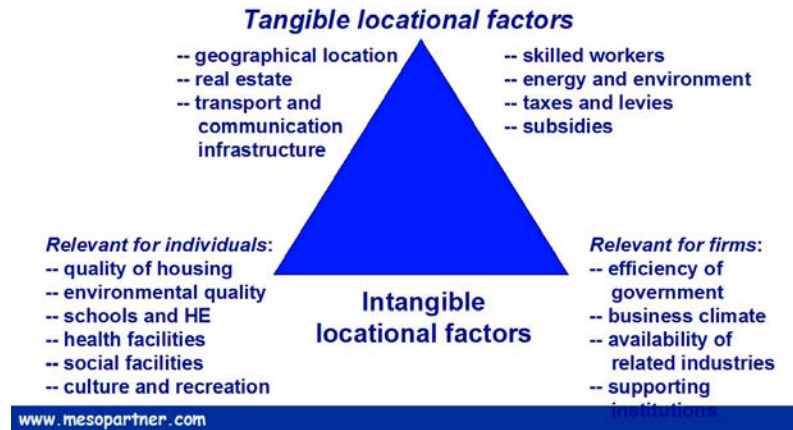 Tangible locational factors
-- geographical location
-- real estate
-- transport and
communication
infrastructure
-- skilled workers
-- energy and environment
-- taxes and levies
-- subsidies
Relevant for individuals:
-- quality of housing
-- environmental quality
-- schools and HE
-- health facilities
-- social facilities
-- culture and recreation
Intangible
locational factors
Relevant for firms:
-- efficiency of
government
-- business climate
-- availability of
related industries
-- supporting
institutions
www.mesopartner.com